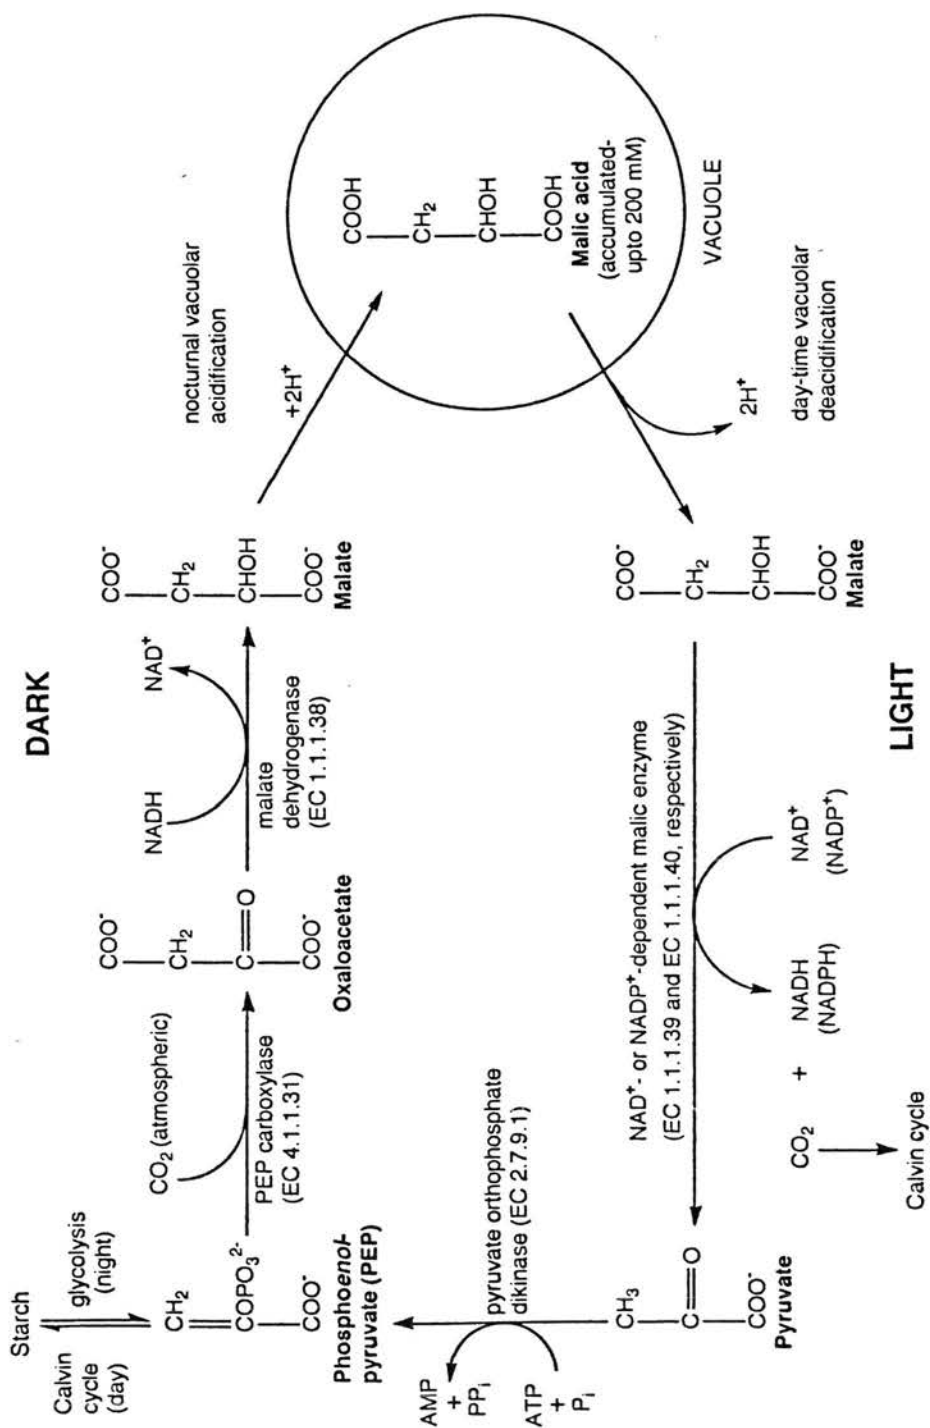 DARK
Starch
Calvin
cycle
(day)
glycolysis
(night)
CH₂
COPO₃²⁻
COO⁻
Phosphoenol-
pyruvate (PEP)
CO₂ (atmospheric)
PEP carboxylase
(EC 4.1.1.31)
COO⁻
CH₂
C=O
COO⁻
Oxaloacetate
NADH
NAD⁺
malate
dehydrogenase
(EC 1.1.1.38)
COO⁻
CH₂
CHOH
COO⁻
Malate
nocturnal vacuolar
acidification
+2H⁺
COOH
CH₂
CHOH
COOH
Malic acid
(accumulated-
upto 200 mM)
VACUOLE
2H⁺
day-time vacuolar
deacidification
COO⁻
CH₂
CHOH
COO⁻
Malate
NAD⁺- or NADP⁺-dependent malic enzyme
(EC 1.1.1.39 and EC 1.1.1.40, respectively)
NAD⁺
(NADP⁺)
CO₂ + NADH
(NADPH)
Calvin cycle
CH₃
C=O
COO⁻
Pyruvate
pyruvate orthophosphate
dikinase (EC 2.7.9.1)
AMP
+
PPᵢ
ATP
+
Pᵢ
LIGHT